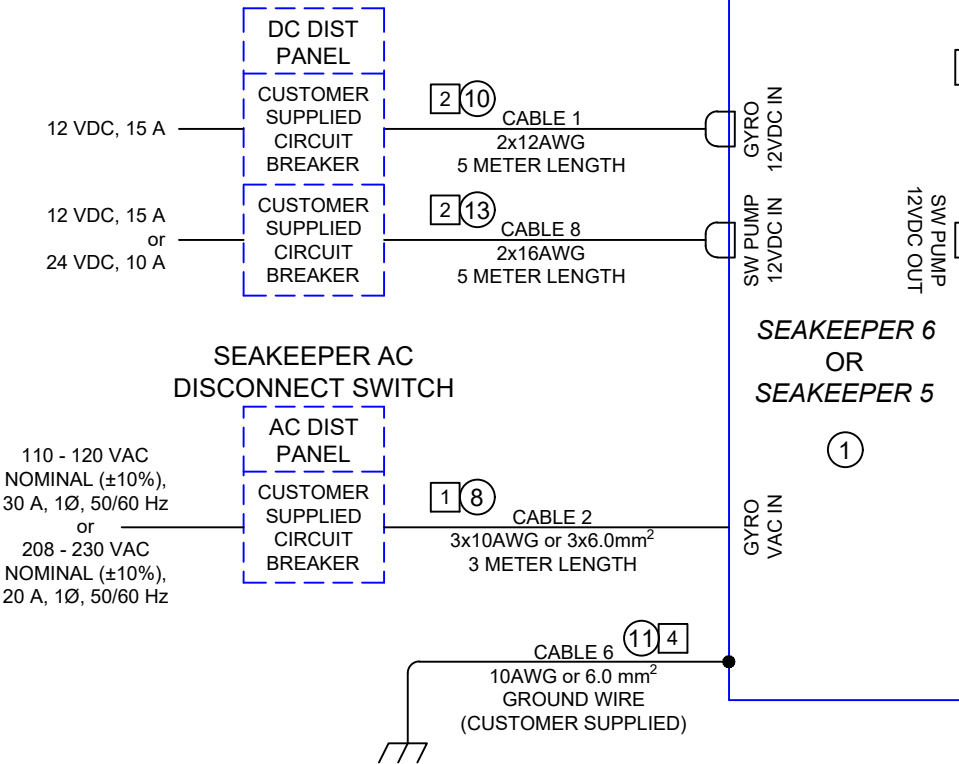 DC DIST
PANEL
12 VDC, 15 A
CUSTOMER
SUPPLIED
CIRCUIT
BREAKER
2 10
CABLE 1
2x12AWG
5 METER LENGTH
GYRO
12VDC IN
12 VDC, 15 A
or
24 VDC, 10 A
CUSTOMER
SUPPLIED
CIRCUIT
BREAKER
2 13
CABLE 8
2x16AWG
5 METER LENGTH
SW PUMP
12VDC IN
SW PUMP
12VDC OUT
SEAKEEPER 6
OR
SEAKEEPER 5
1
SEAKEEPER AC
DISCONNECT SWITCH
AC DIST
PANEL
110 - 120 VAC
NOMINAL (±10%),
30 A, 1Ø, 50/60 Hz
or
208 - 230 VAC
NOMINAL (±10%),
20 A, 1Ø, 50/60 Hz
CUSTOMER
SUPPLIED
CIRCUIT
BREAKER
1 8
CABLE 2
3x10AWG or 3x6.0mm²
3 METER LENGTH
GYRO
VAC IN
11 4
CABLE 6
10AWG or 6.0 mm²
GROUND WIRE
(CUSTOMER SUPPLIED)